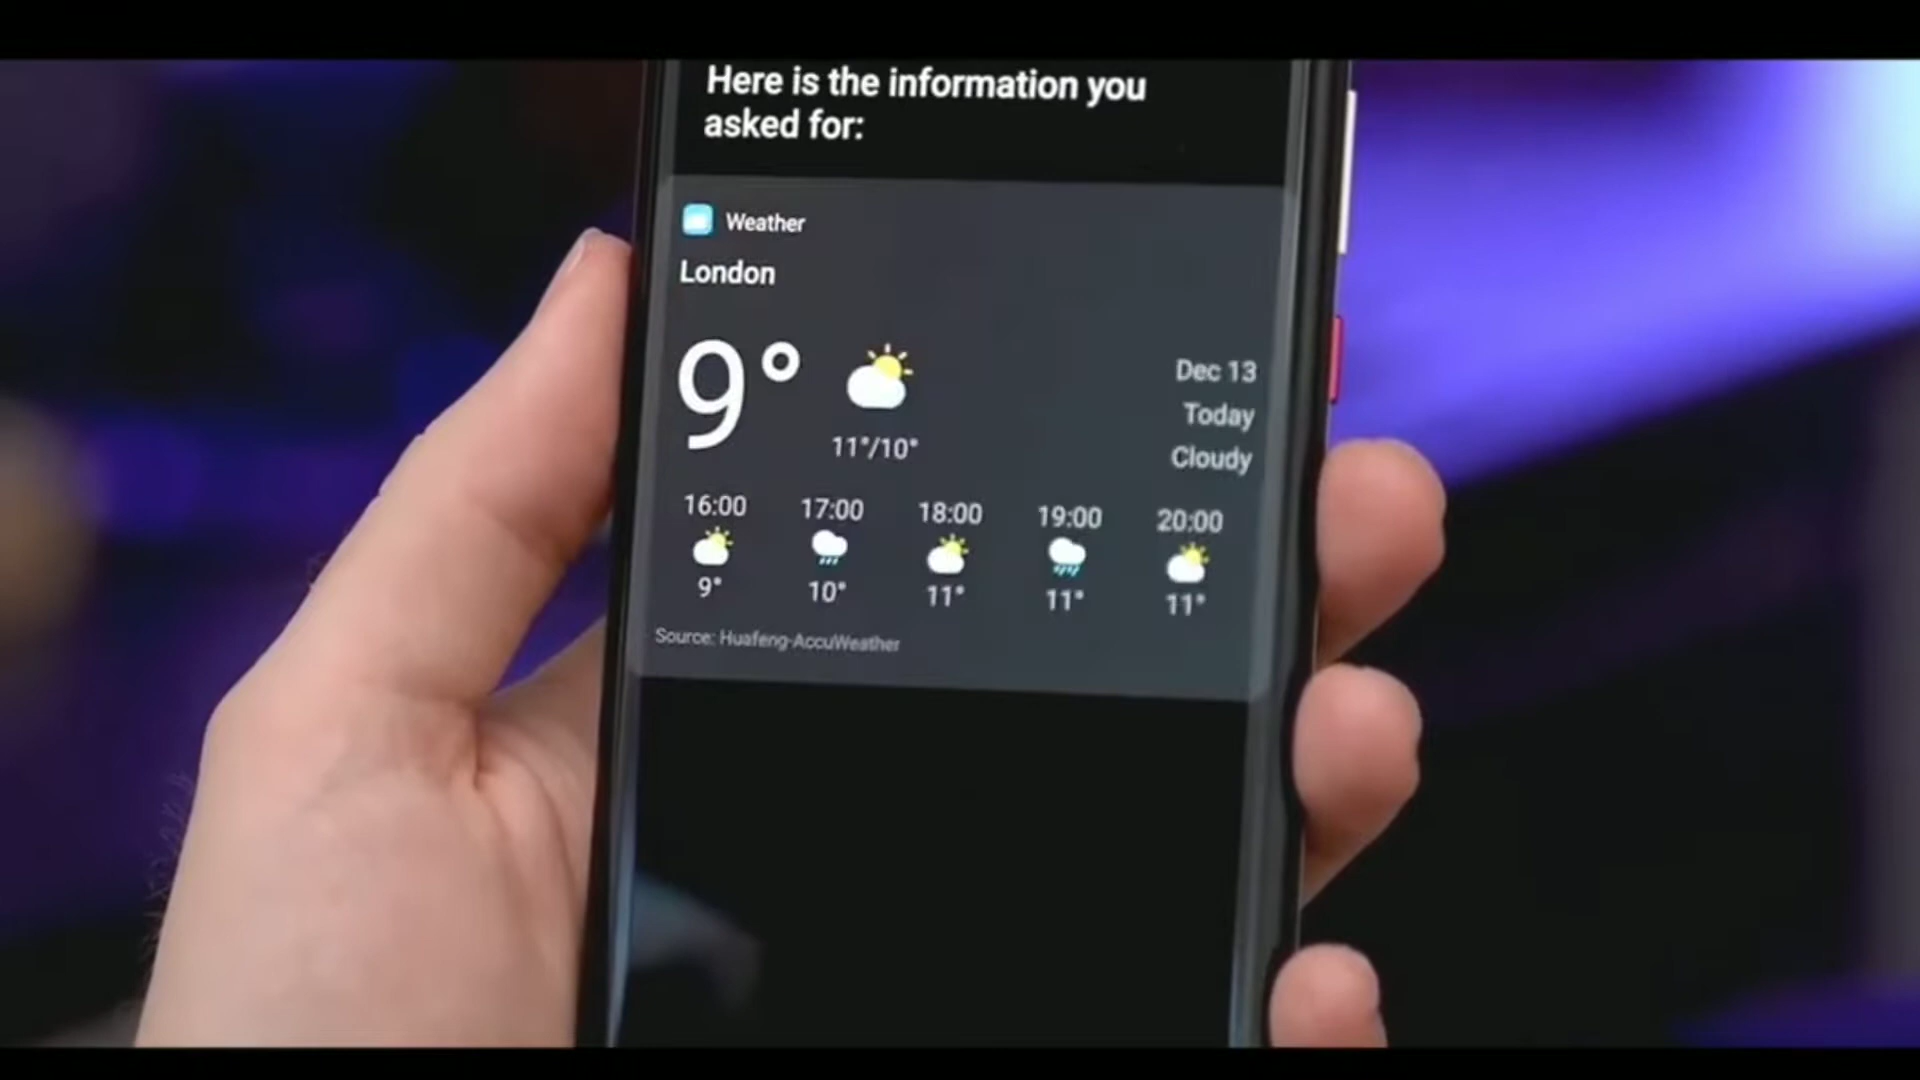 Here is the information you
asked for:
Weather
London
9°
11°/10°
Dec 13
Today
Cloudy
16:00 17:00 18:00 19:00 20:00
9° 10° 11° 11° 11°
Source: Huafeng-AccuWeather